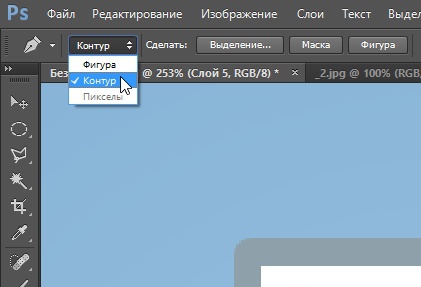 Ps Файл Редактирование Изображение Слои Текст Выдел
Контур Сделать: Выделение... Маска Фигура
Без @ 253% (Слой 5, RGB/8) * × _2.jpg @ 100% (RGB/
Фигура
Контур
Пикселы